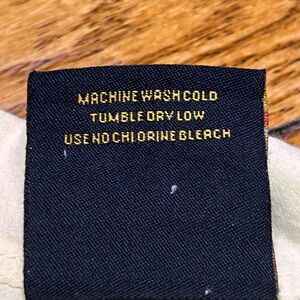 MACHINE WASH COLD
TUMBLE DRY LOW
USE NO CHLORINE BLEACH